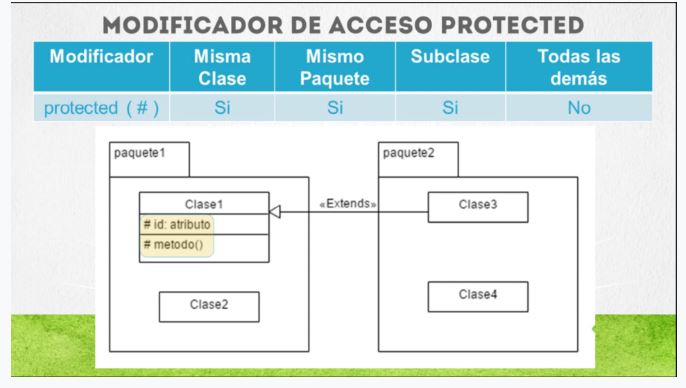 MODIFICADOR DE ACCESO PROTECTED
Modificador Misma Clase Mismo Paquete Subclase Todas las demás
protected ( # ) Si Si Si No
paquete1
paquete2
Clase1
«Extends»
Clase3
# id: atributo
# metodo()
Clase2
Clase4